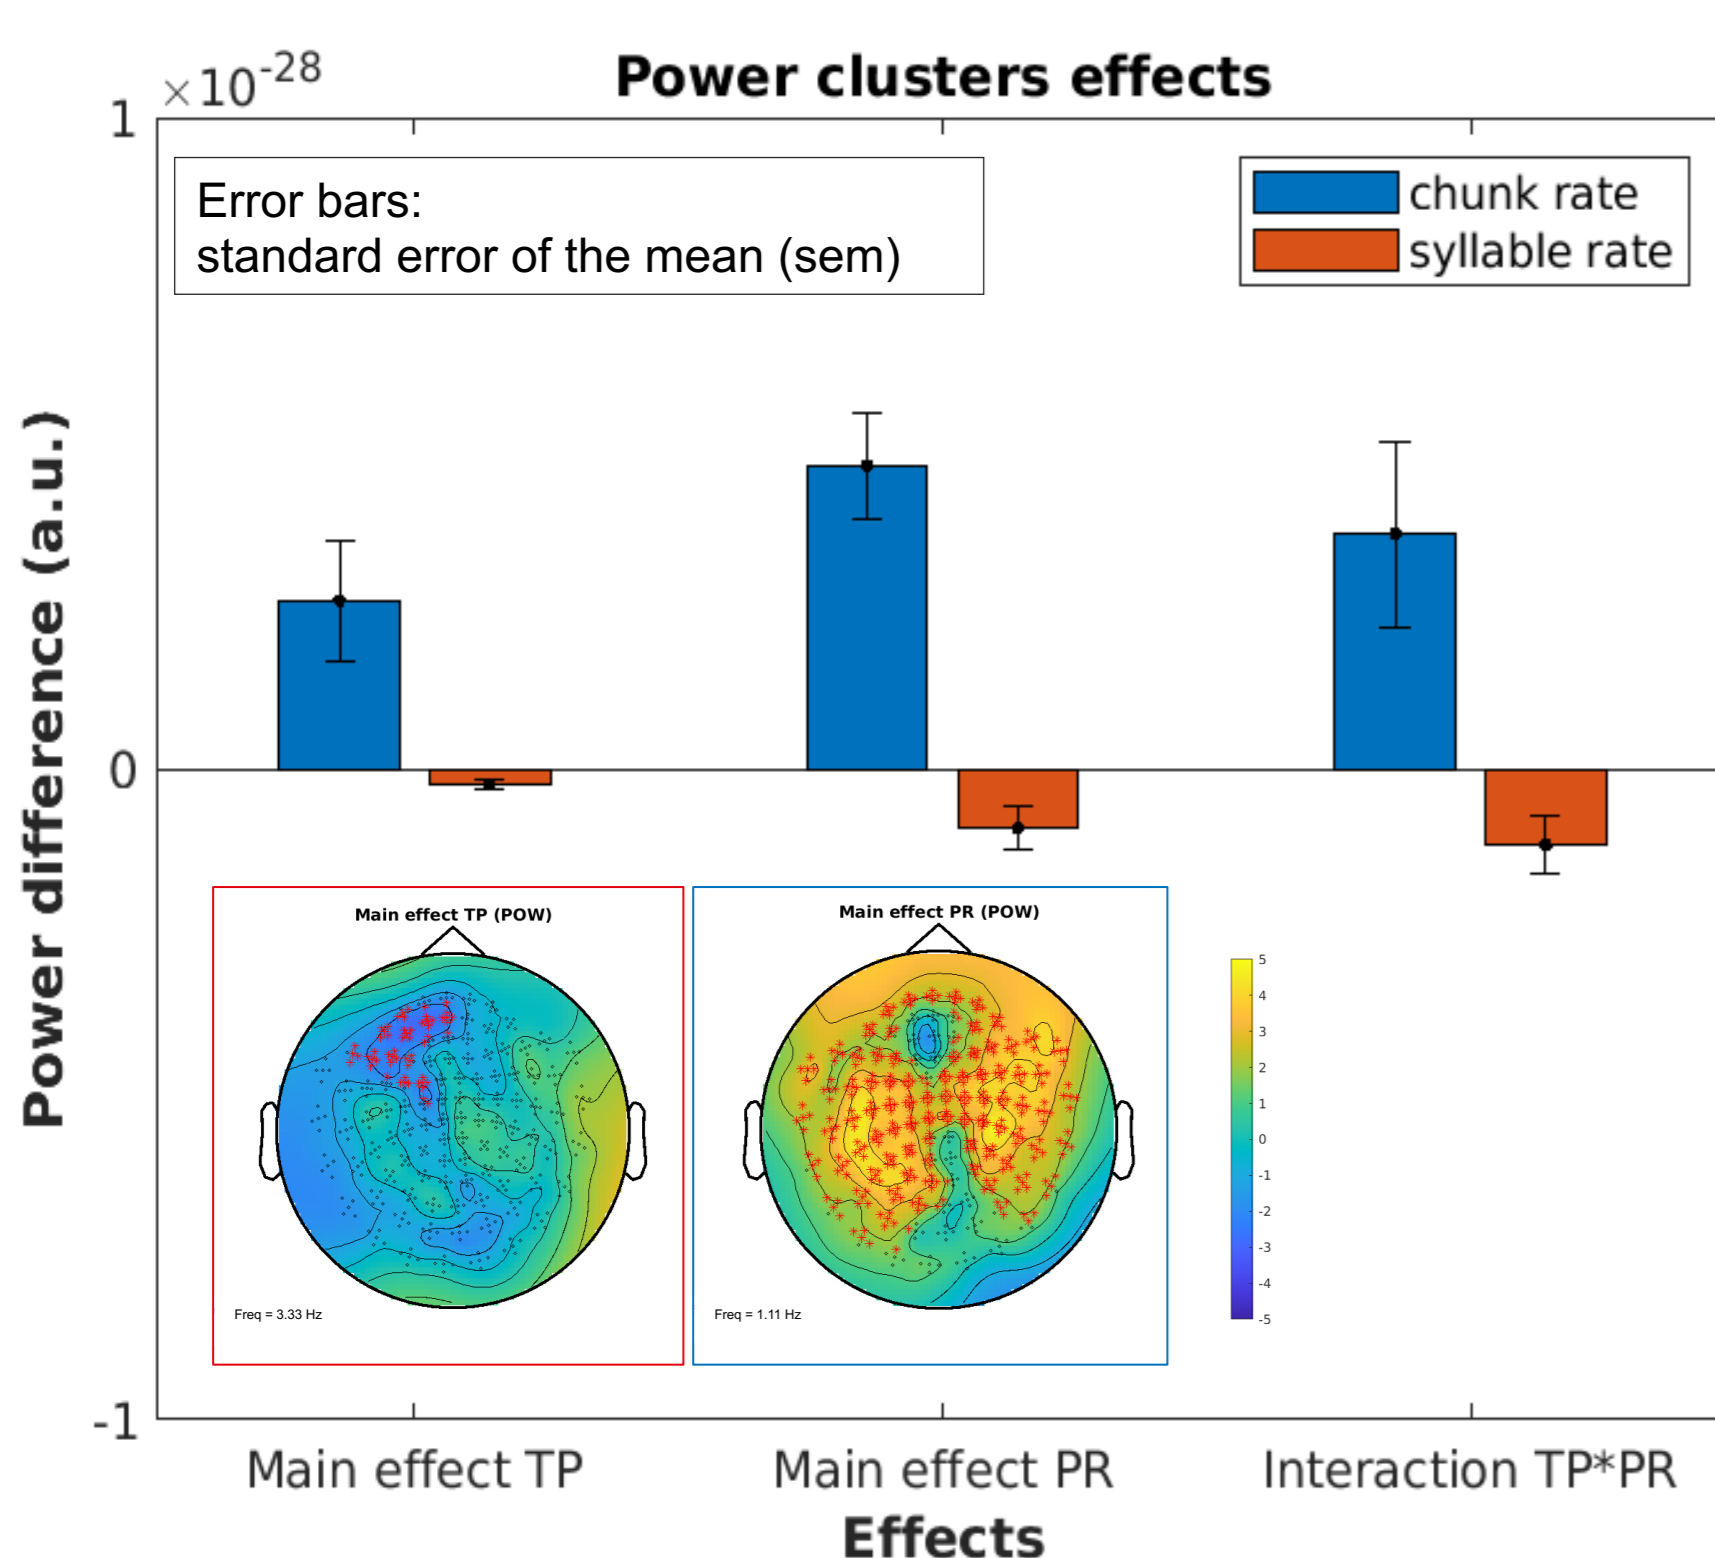 ×10-28
Power clusters effects
1
Error bars:
standard error of the mean (sem)
chunk rate
syllable rate
Power difference (a.u.)
0
Main effect TP (POW)
Freq = 3.33 Hz
Main effect PR (POW)
Freq = 1.11 Hz
5
4
3
2
1
0
-1
-2
-3
-4
-5
-1
Main effect TP
Main effect PR
Interaction TP*PR
Effects